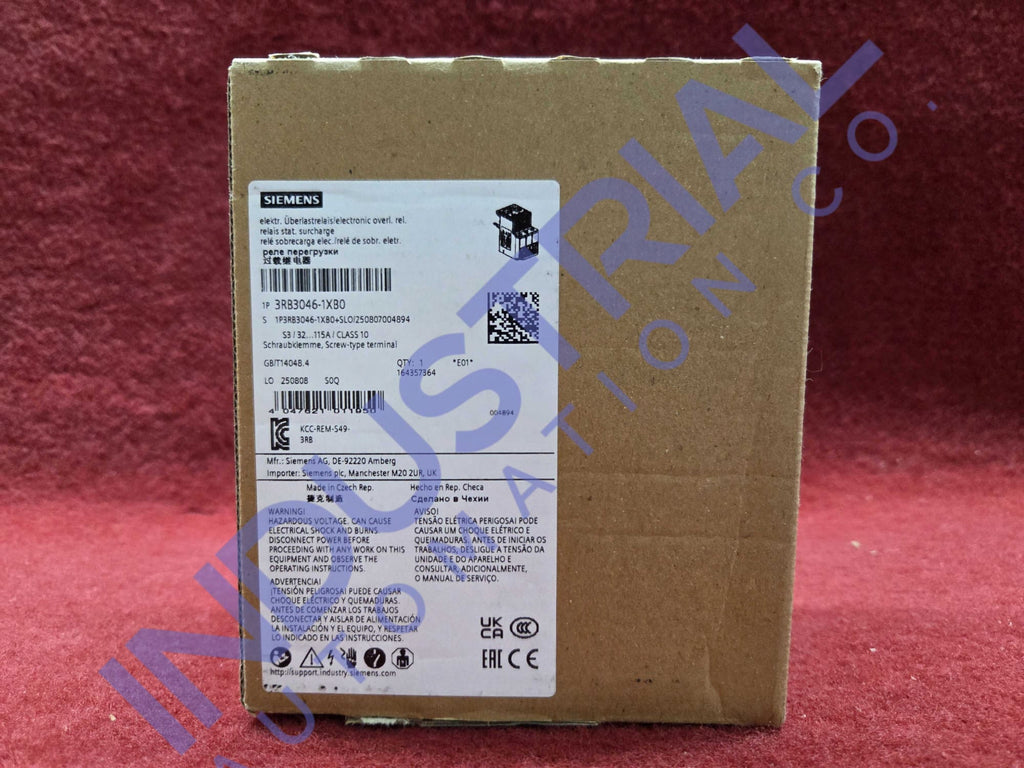 SIEMENS
elektr. Überlastrelais/electronic overl. rel.
relais stat. surcharge
relé sobrecarga elec./relé de sobr. eletr.
реле перегрузки
过载继电器
1P 3RB3046-1XB0
S 1P3RB3046-1XB0+SLO/250807004894
S3 / 32...115A / CLASS 10
Schraubklemme, Screw-type terminal
GB/T14048.4 QTY: 1 *E01*
164357364
LO 250808 S0Q
4 047621 011950
004894
KCC-REM-S49-
3RB
Mfr.: Siemens AG, DE-92220 Amberg
Importer: Siemens plc, Manchester M20 2UR, UK
Made in Czech Rep. Hecho en Rep. Checa
捷克制造 Сделано в Чехии
WARNING!
HAZARDOUS VOLTAGE. CAN CAUSE
ELECTRICAL SHOCK AND BURNS.
DISCONNECT POWER BEFORE
PROCEEDING WITH ANY WORK ON THIS
EQUIPMENT AND OBSERVE THE
OPERATING INSTRUCTIONS.
AVISO!
TENSÃO ELÉTRICA PERIGOSA! PODE
CAUSAR UM CHOQUE ELÉTRICO E
QUEIMADURAS. ANTES DE INICIAR OS
TRABALHOS, DESLIGUE A TENSÃO DA
UNIDADE E DO APARELHO E
CONSULTAR, ADICIONALMENTE,
O MANUAL DE SERVIÇO.
ADVERTENCIA!
¡TENSIÓN PELIGROSA! PUEDE CAUSAR
CHOQUE ELÉCTRICO Y QUEMADURAS.
ANTES DE COMENZAR LOS TRABAJOS
DESCONECTAR Y AISLAR DE ALIMENTACIÓN
LA INSTALACIÓN Y EL EQUIPO, Y RESPETAR
LO INDICADO EN LAS INSTRUCCIONES.
UK
CA CCC
EAC CE
http://support.industry.siemens.com
INDUSTRIAL
AUTOMATION CO.